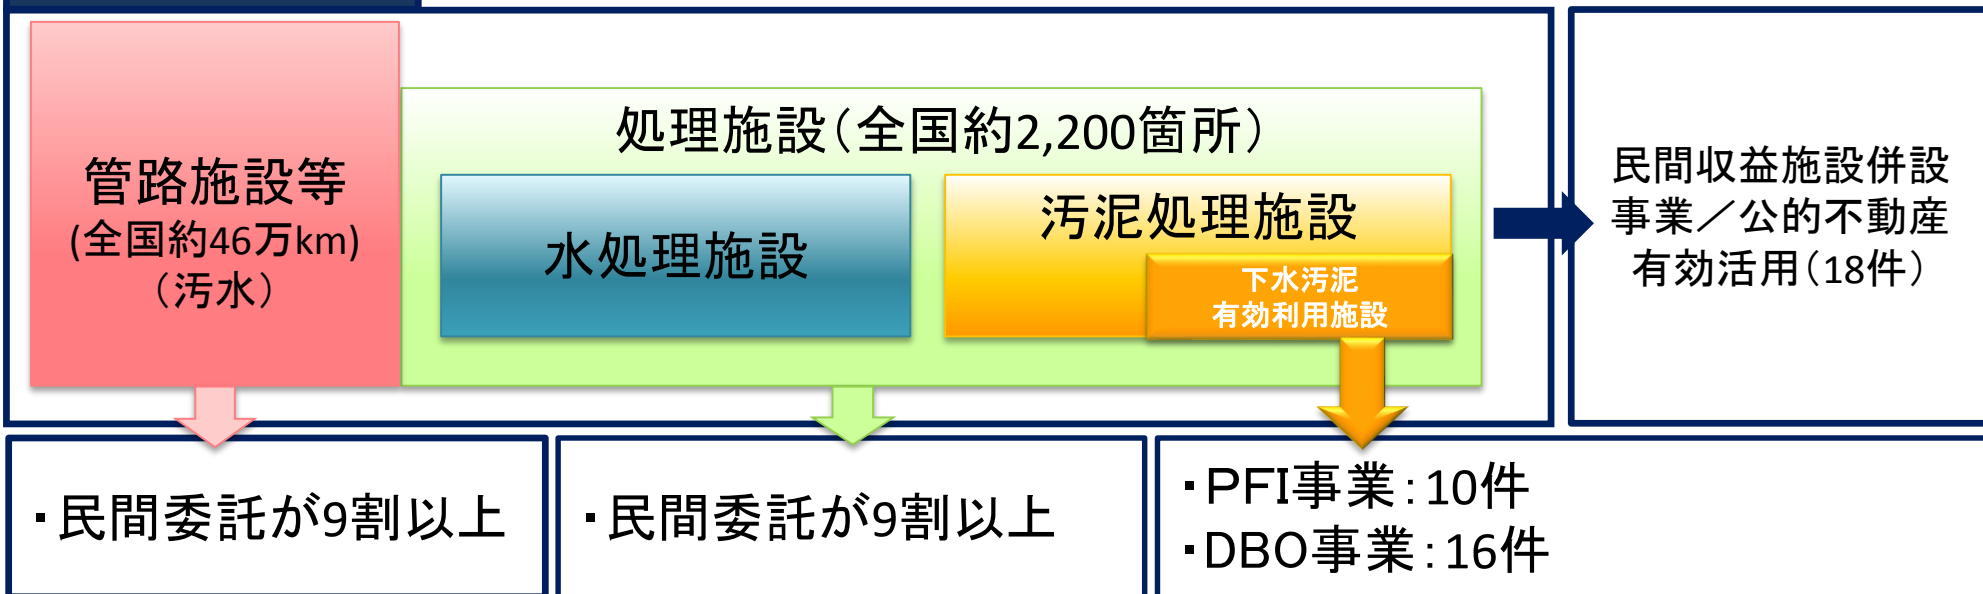 管路施設等
(全国約46万km)
（汚水）
処理施設（全国約2,200箇所）
水処理施設
汚泥処理施設
下水汚泥
有効利用施設
民間収益施設併設
事業／公的不動産
有効活用（18件）
・民間委託が9割以上
・民間委託が9割以上
・PFI事業：10件
・DBO事業：16件